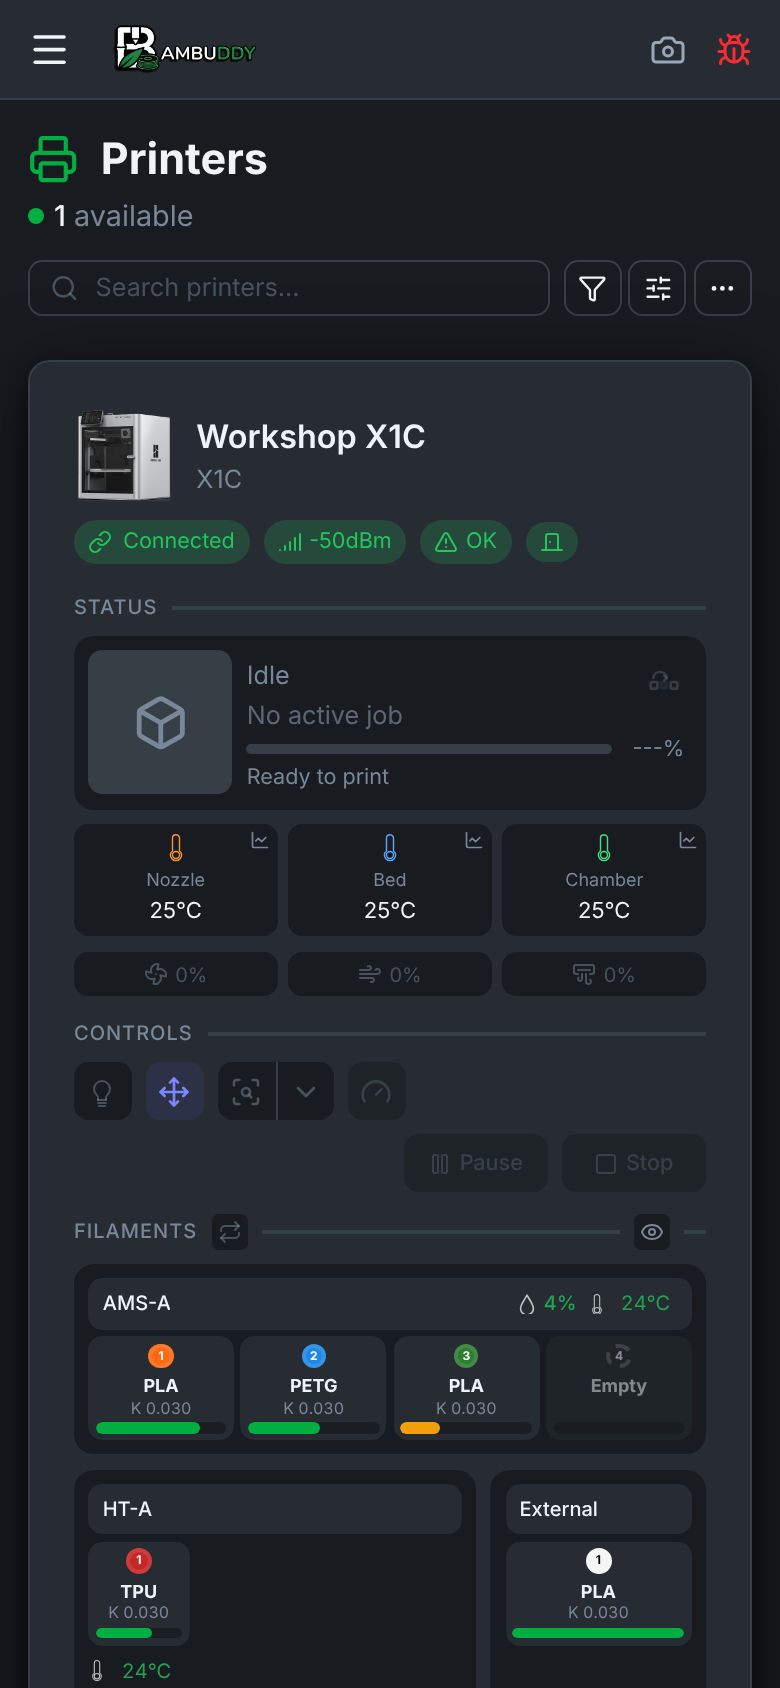 BAMBUDDY
Printers
1 available
Search printers...
Workshop X1C
X1C
Connected
-50dBm
OK
STATUS
Idle
No active job
---%
Ready to print
Nozzle
25°C
Bed
25°C
Chamber
25°C
0%
0%
0%
CONTROLS
Pause
Stop
FILAMENTS
AMS-A
4%
24°C
1
PLA
K 0.030
2
PETG
K 0.030
3
PLA
K 0.030
4
Empty
HT-A
1
TPU
K 0.030
24°C
External
1
PLA
K 0.030